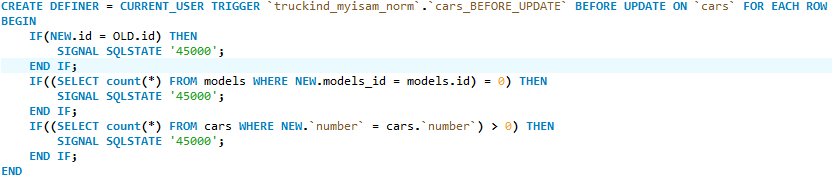 CREATE DEFINER = CURRENT_USER TRIGGER `truckind_myisam_norm`.`cars_BEFORE_UPDATE` BEFORE UPDATE ON `cars` FOR EACH ROW
BEGIN
    IF(NEW.id = OLD.id) THEN
        SIGNAL SQLSTATE '45000';
    END IF;
    IF((SELECT count(*) FROM models WHERE NEW.models_id = models.id) = 0) THEN
        SIGNAL SQLSTATE '45000';
    END IF;
    IF((SELECT count(*) FROM cars WHERE NEW.`number` = cars.`number`) > 0) THEN
        SIGNAL SQLSTATE '45000';
    END IF;
END